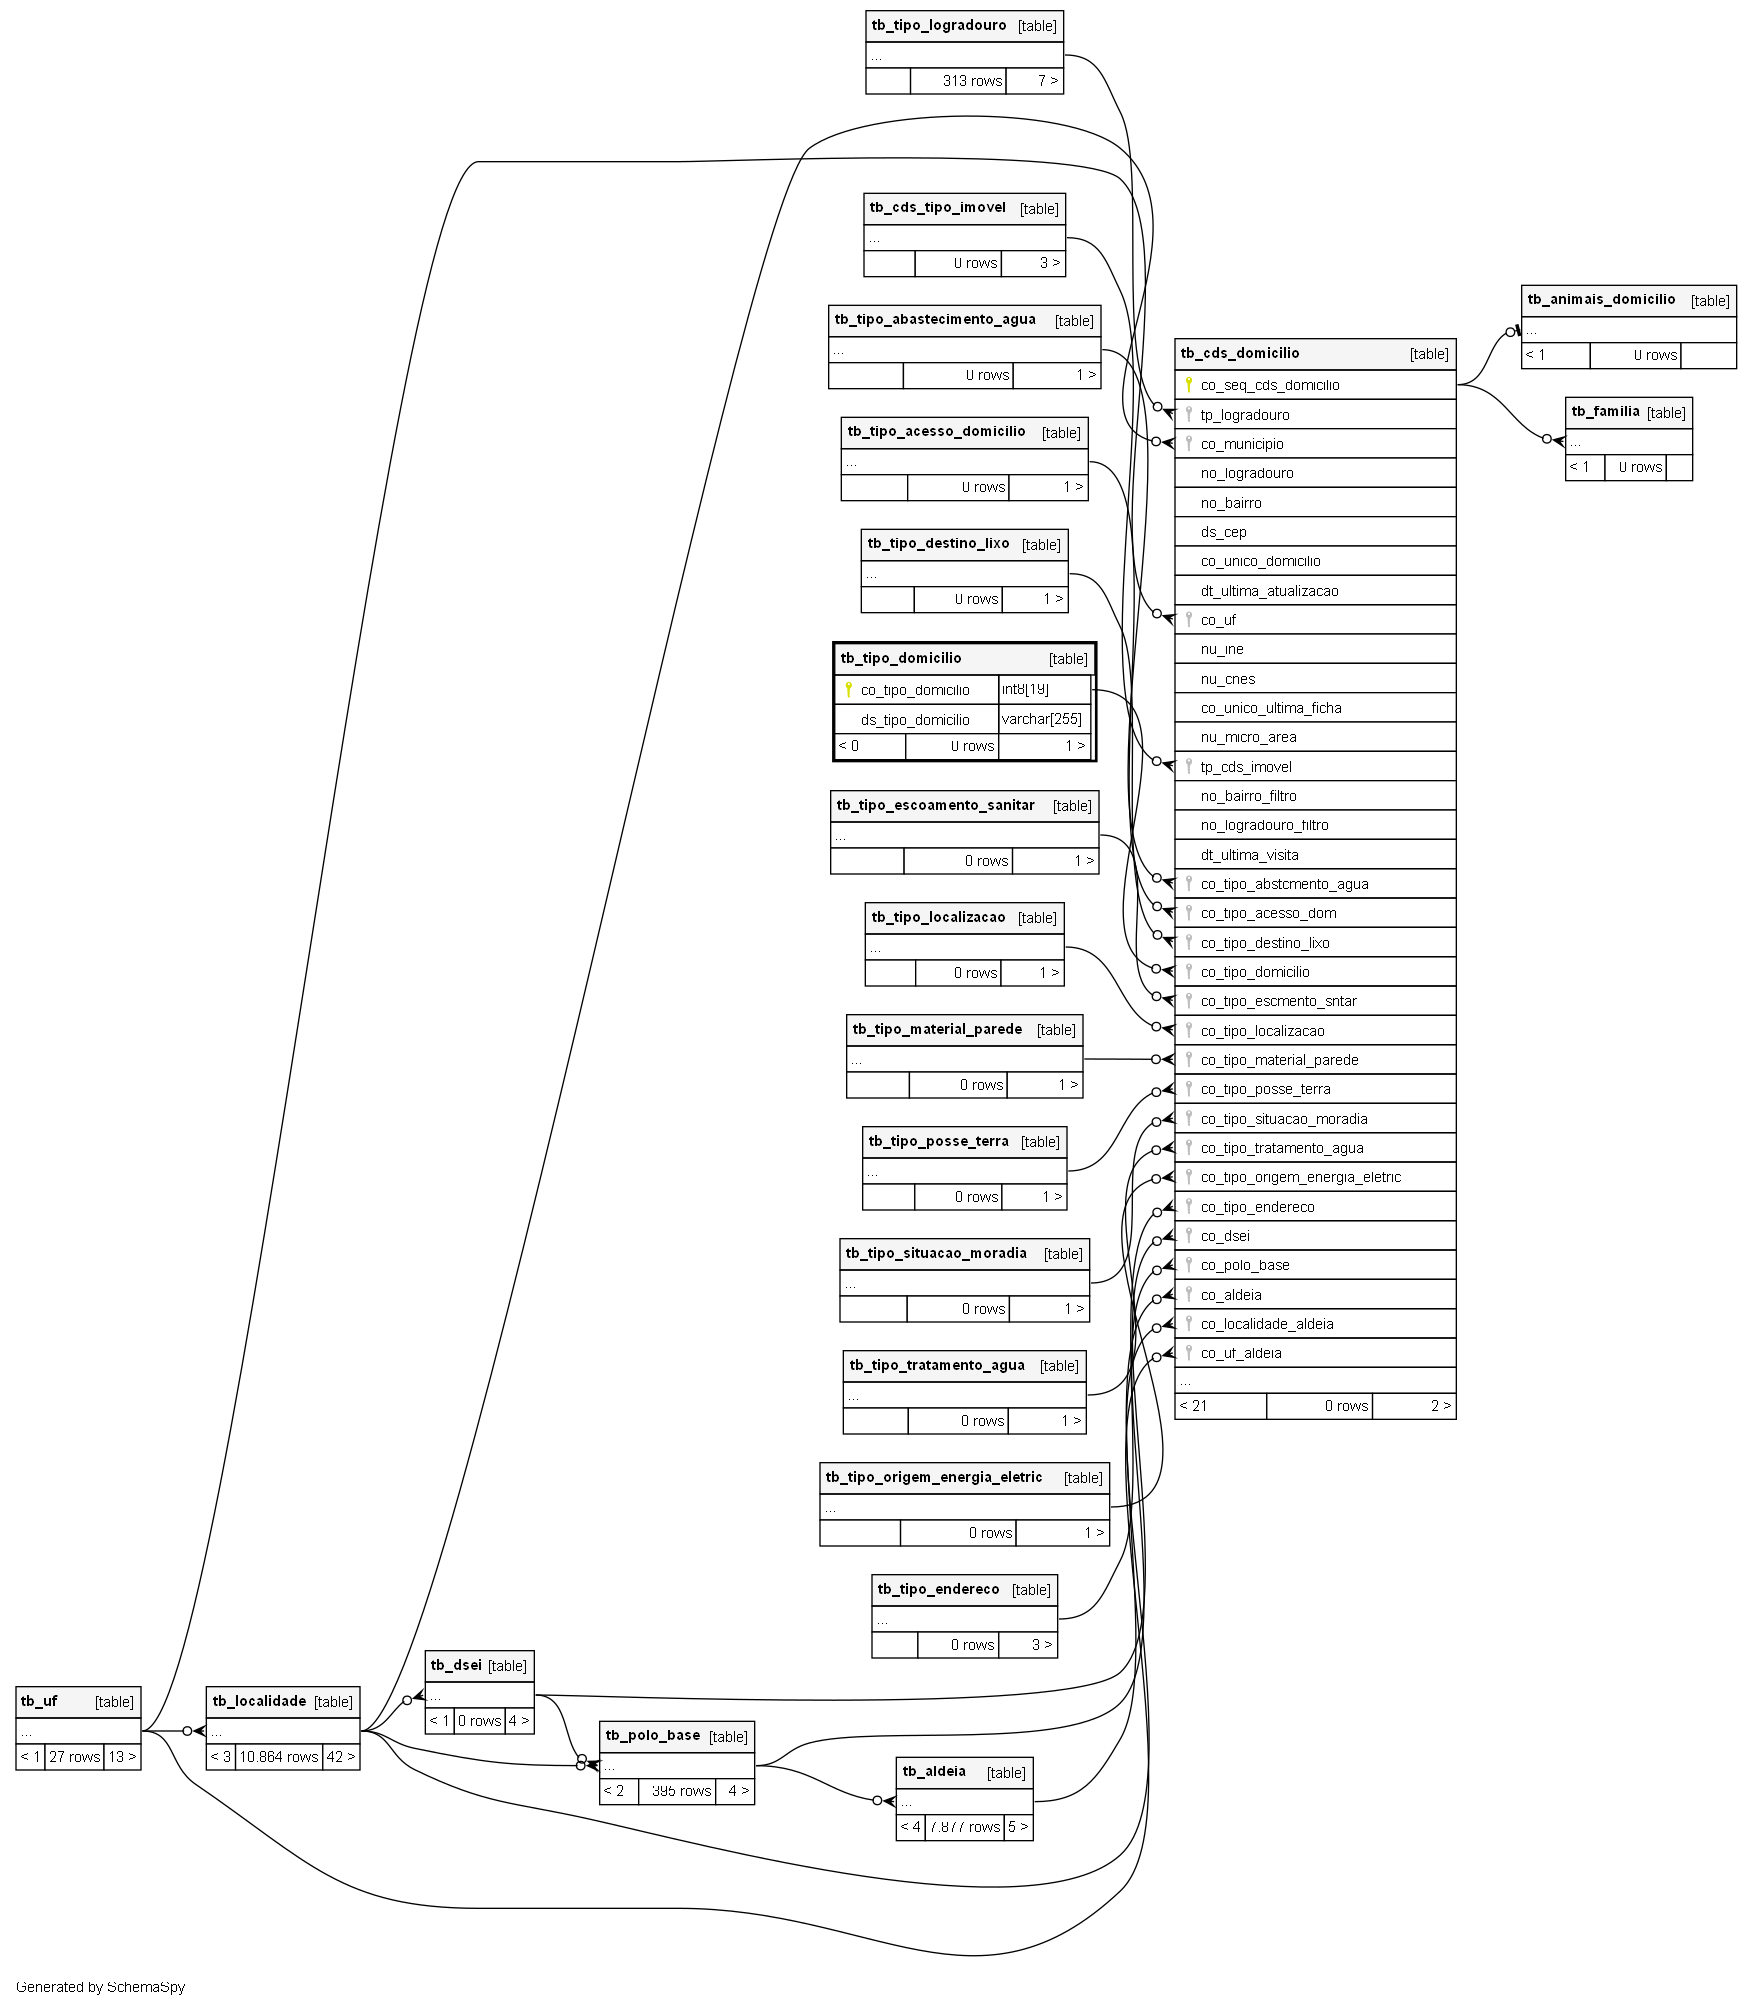 tb_tipo_logradouro [table]
...
313 rows 7 >
tb_cds_tipo_imovel [table]
...
0 rows 3 >
tb_tipo_abastecimento_agua [table]
...
0 rows 1 >
tb_tipo_acesso_domicilio [table]
...
0 rows 1 >
tb_tipo_destino_lixo [table]
...
0 rows 1 >
tb_tipo_domicilio [table]
co_tipo_domicilio int8[19]
ds_tipo_domicilio varchar[255]
< 0 0 rows 1 >
tb_tipo_escoamento_sanitar [table]
...
0 rows 1 >
tb_tipo_localizacao [table]
...
0 rows 1 >
tb_tipo_material_parede [table]
...
0 rows 1 >
tb_tipo_posse_terra [table]
...
0 rows 1 >
tb_tipo_situacao_moradia [table]
...
0 rows 1 >
tb_tipo_tratamento_agua [table]
...
0 rows 1 >
tb_tipo_origem_energia_eletric [table]
...
0 rows 1 >
tb_tipo_endereco [table]
...
0 rows 3 >
tb_uf [table]
...
< 1 27 rows 13 >
tb_localidade [table]
...
< 3 10.864 rows 42 >
tb_dsei [table]
...
< 1 0 rows 4 >
tb_polo_base [table]
...
< 2 395 rows 4 >
tb_aldeia [table]
...
< 4 7.877 rows 5 >
tb_cds_domicilio [table]
co_seq_cds_domicilio
tp_logradouro
co_municipio
no_logradouro
no_bairro
ds_cep
co_unico_domicilio
dt_ultima_atualizacao
co_uf
nu_ine
nu_cnes
co_unico_ultima_ficha
nu_micro_area
tp_cds_imovel
no_bairro_filtro
no_logradouro_filtro
dt_ultima_visita
co_tipo_abstcmento_agua
co_tipo_acesso_dom
co_tipo_destino_lixo
co_tipo_domicilio
co_tipo_escmento_sntar
co_tipo_localizacao
co_tipo_material_parede
co_tipo_posse_terra
co_tipo_situacao_moradia
co_tipo_tratamento_agua
co_tipo_origem_energia_eletric
co_tipo_endereco
co_dsei
co_polo_base
co_aldeia
co_localidade_aldeia
co_uf_aldeia
...
< 21 0 rows 2 >
tb_animais_domicilio [table]
...
< 1 0 rows
tb_familia [table]
...
< 1 0 rows
Generated by SchemaSpy